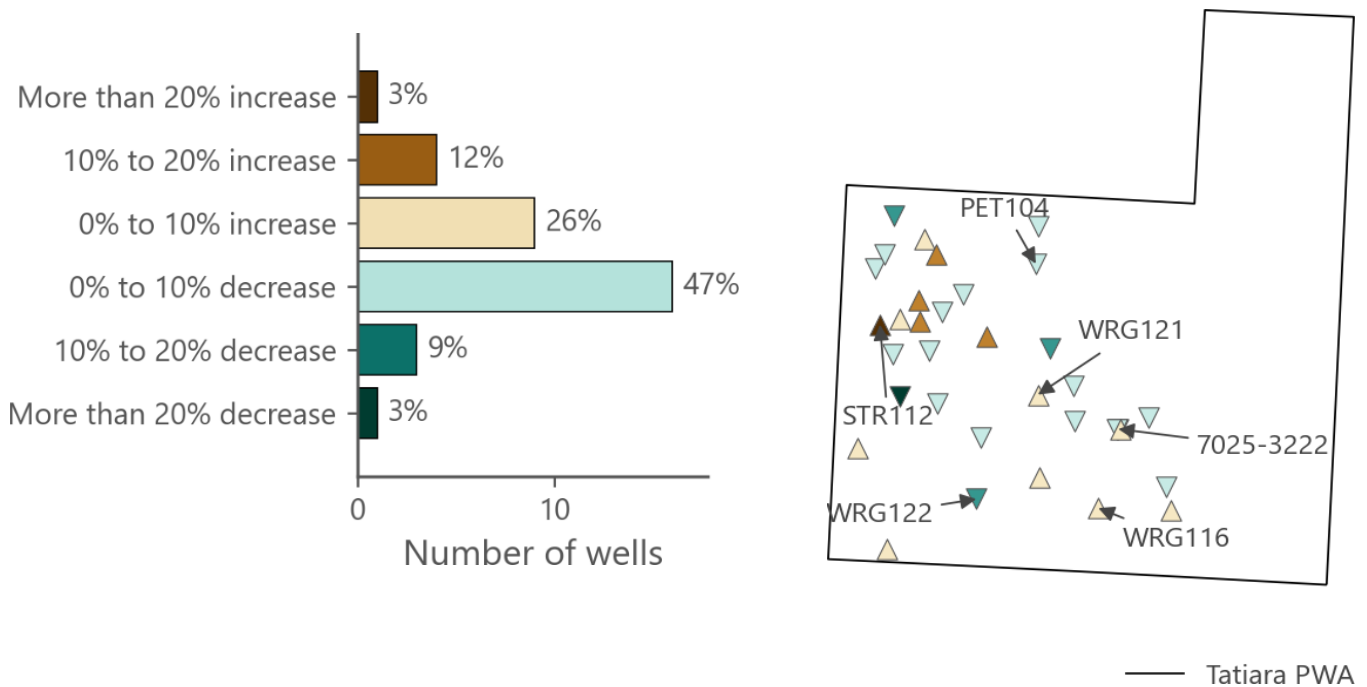 More than 20% increase
3%
10% to 20% increase
12%
0% to 10% increase
26%
0% to 10% decrease
47%
10% to 20% decrease
9%
More than 20% decrease
3%
0
10
Number of wells
PET104
WRG121
STR112
7025-3222
WRG122
WRG116
Tatiara PWA